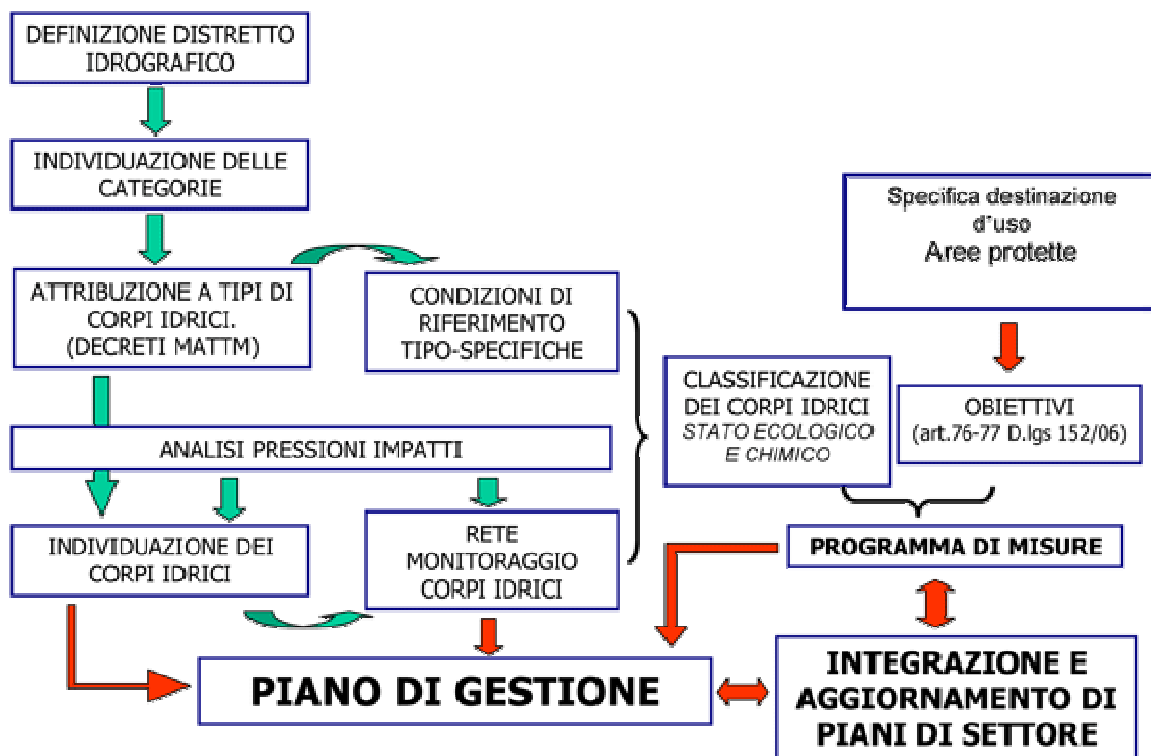 DEFINIZIONE DISTRETTO
IDROGRAFICO
INDIVIDUAZIONE DELLE
CATEGORIE
ATTRIBUZIONE A TIPI DI
CORPI IDRICI.
(DECRETI MATTM)
CONDIZIONI DI
RIFERIMENTO
TIPO-SPECIFICHE
Specifica destinazione
d'uso
Aree protette
CLASSIFICAZIONE
DEI CORPI IDRICI
STATO ECOLOGICO
E CHIMICO
OBIETTIVI
(art.76-77 D.lgs 152/06)
ANALISI PRESSIONI IMPATTI
INDIVIDUAZIONE DEI
CORPI IDRICI
RETE
MONITORAGGIO
CORPI IDRICI
PROGRAMMA DI MISURE
PIANO DI GESTIONE
INTEGRAZIONE E
AGGIORNAMENTO DI
PIANI DI SETTORE